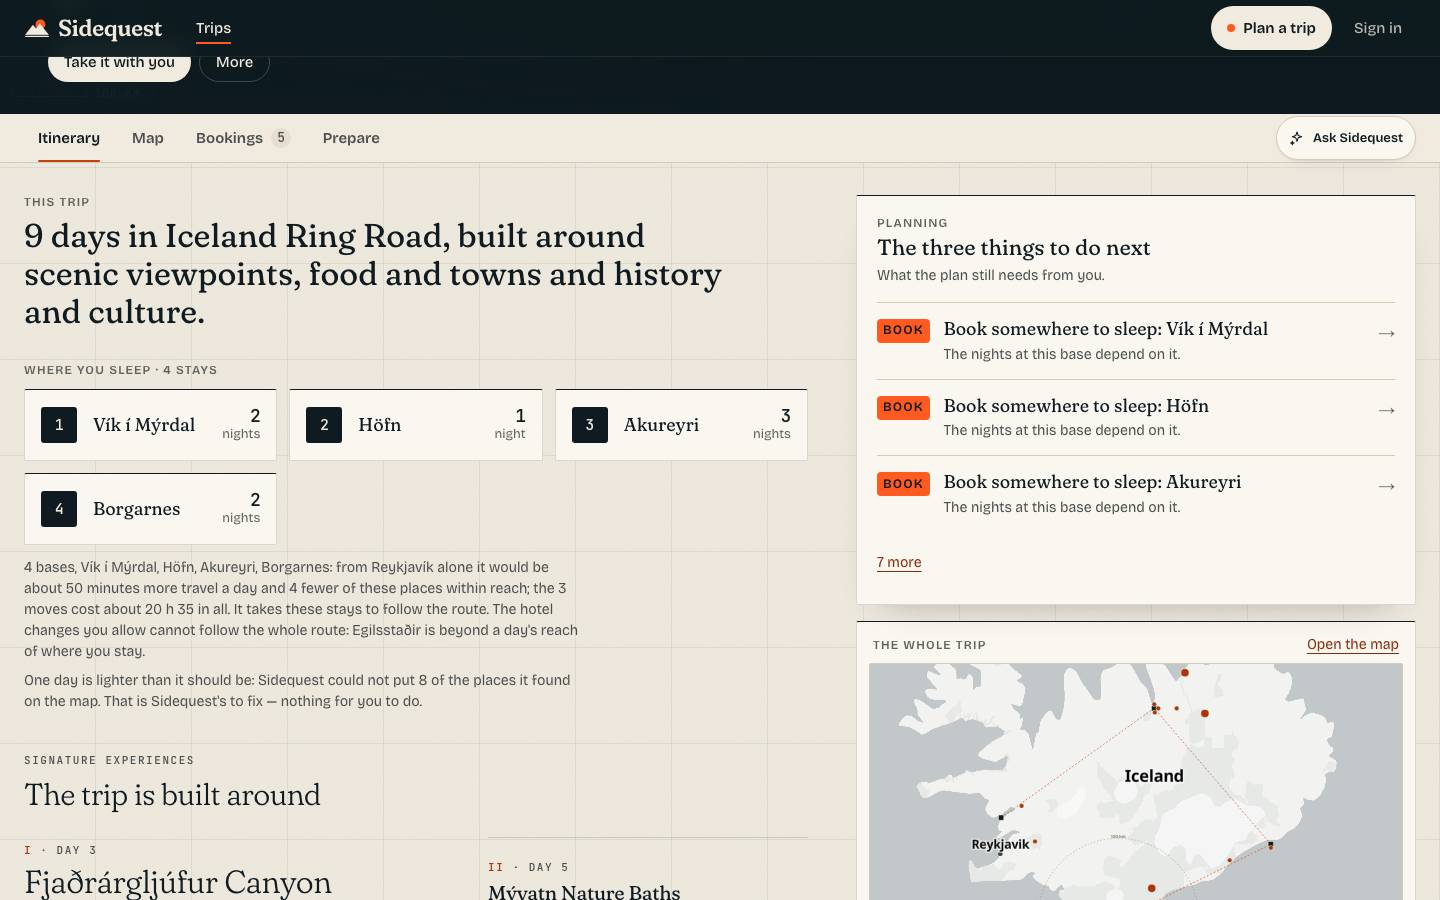 Sidequest
Trips
Plan a trip
Sign in
Take it with you
More
Itinerary
Map
Bookings 5
Prepare
Ask Sidequest
THIS TRIP
9 days in Iceland Ring Road, built around
scenic viewpoints, food and towns and history
and culture.
WHERE YOU SLEEP · 4 STAYS
1 Vík í Mýrdal 2 nights
2 Höfn 1 night
3 Akureyri 3 nights
4 Borgarnes 2 nights
4 bases, Vík í Mýrdal, Höfn, Akureyri, Borgarnes: from Reykjavík alone it would be
about 50 minutes more travel a day and 4 fewer of these places within reach; the 3
moves cost about 20 h 35 in all. It takes these stays to follow the route. The hotel
changes you allow cannot follow the whole route: Egilsstaðir is beyond a day's reach
of where you stay.
One day is lighter than it should be: Sidequest could not put 8 of the places it found
on the map. That is Sidequest's to fix — nothing for you to do.
SIGNATURE EXPERIENCES
The trip is built around
I · DAY 3
Fjaðrárgljúfur Canyon
II · DAY 5
Mývatn Nature Baths
PLANNING
The three things to do next
What the plan still needs from you.
BOOK Book somewhere to sleep: Vík í Mýrdal →
The nights at this base depend on it.
BOOK Book somewhere to sleep: Höfn →
The nights at this base depend on it.
BOOK Book somewhere to sleep: Akureyri →
The nights at this base depend on it.
7 more
THE WHOLE TRIP
Open the map
Iceland
Reykjavik